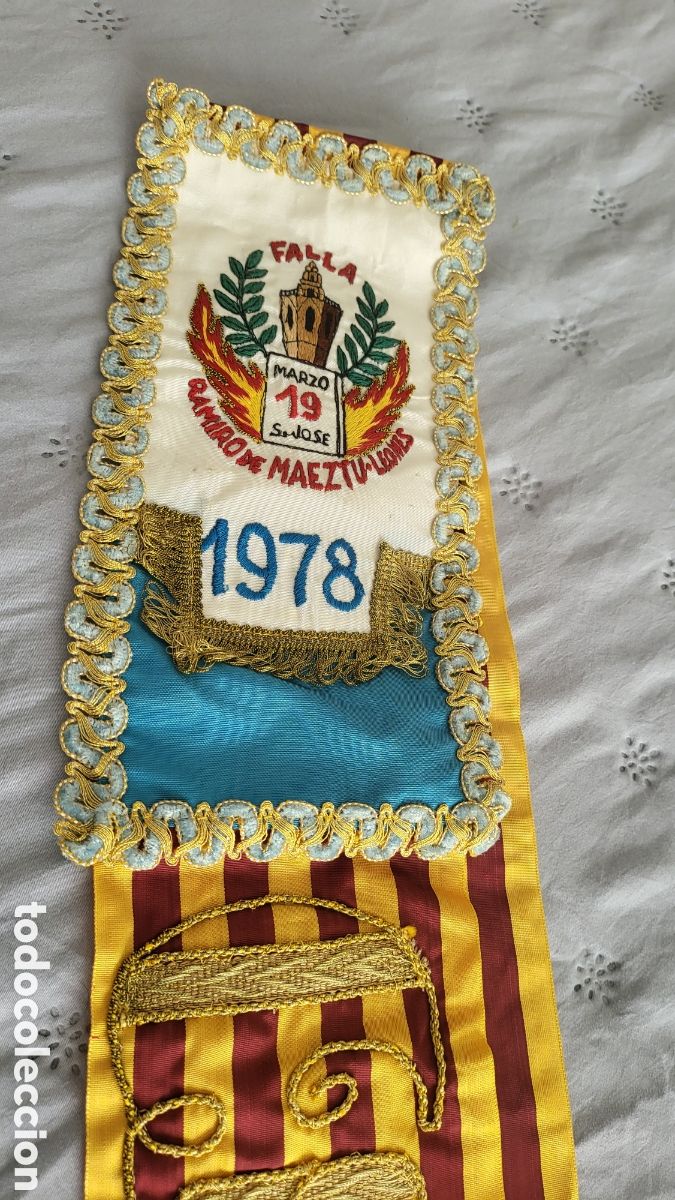 FALLA
MARZO
19
S. JOSE
RAMIRO DE MAEZTU-LEONES
1978
todocoleccion